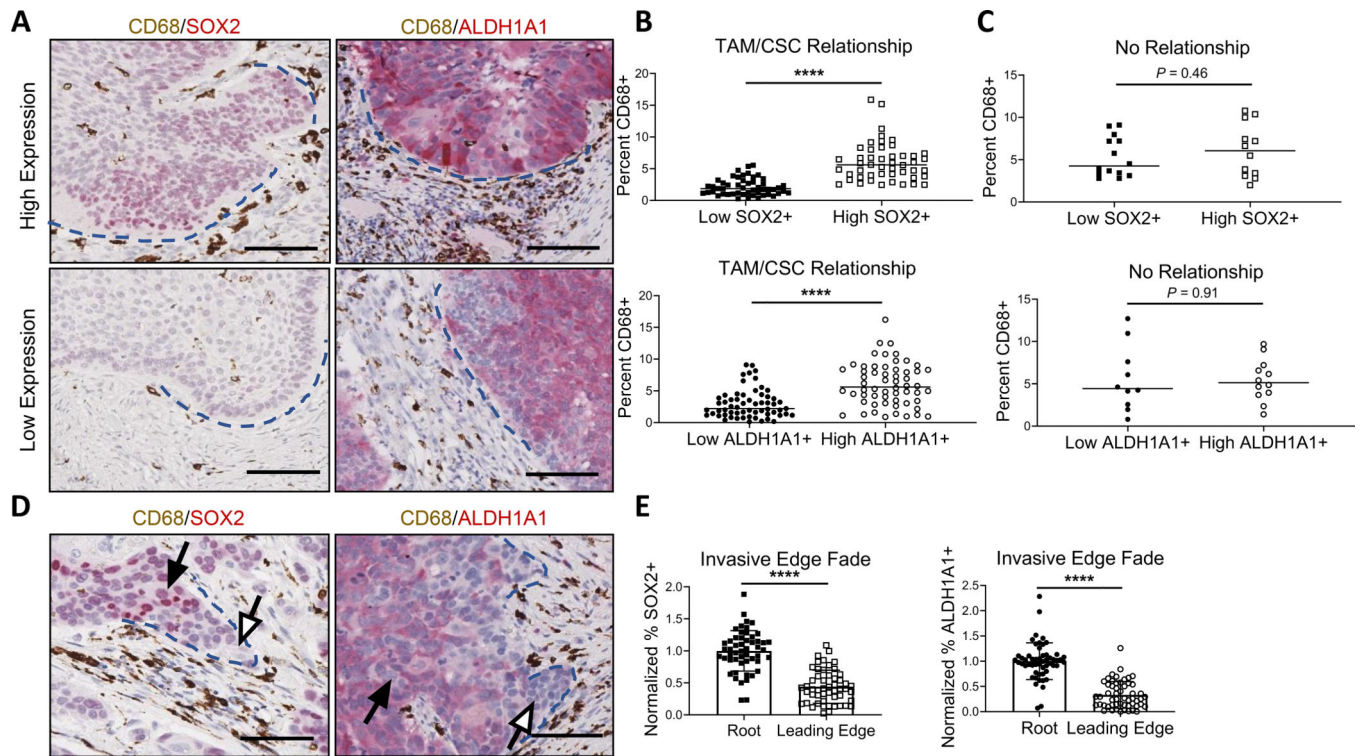 A
CD68/SOX2
CD68/ALDH1A1
High Expression
Low Expression
B
TAM/CSC Relationship
****
Percent CD68+
20
15
10
5
0
Low SOX2+
High SOX2+
TAM/CSC Relationship
****
Percent CD68+
20
15
10
5
0
Low ALDH1A1+
High ALDH1A1+
C
No Relationship
P = 0.46
Percent CD68+
15
10
5
0
Low SOX2+
High SOX2+
No Relationship
P = 0.91
Percent CD68+
15
10
5
0
Low ALDH1A1+
High ALDH1A1+
D
CD68/SOX2
CD68/ALDH1A1
E
Invasive Edge Fade
****
Normalized % SOX2+
2.0
1.5
1.0
0.5
0.0
Root
Leading Edge
Invasive Edge Fade
****
Normalized % ALDH1A1+
2.5
2.0
1.5
1.0
0.5
0.0
Root
Leading Edge